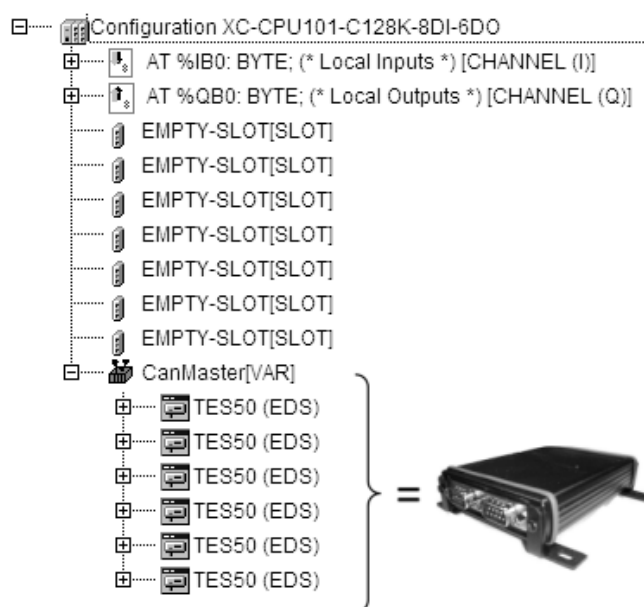 Configuration XC-CPU101-C128K-8DI-6DO
AT %IB0: BYTE; (* Local Inputs *) [CHANNEL (I)]
AT %QB0: BYTE; (* Local Outputs *) [CHANNEL (Q)]
EMPTY-SLOT[SLOT]
EMPTY-SLOT[SLOT]
EMPTY-SLOT[SLOT]
EMPTY-SLOT[SLOT]
EMPTY-SLOT[SLOT]
EMPTY-SLOT[SLOT]
EMPTY-SLOT[SLOT]
CanMaster[VAR]
TES50 (EDS)
TES50 (EDS)
TES50 (EDS)
TES50 (EDS)
TES50 (EDS)
TES50 (EDS)
=